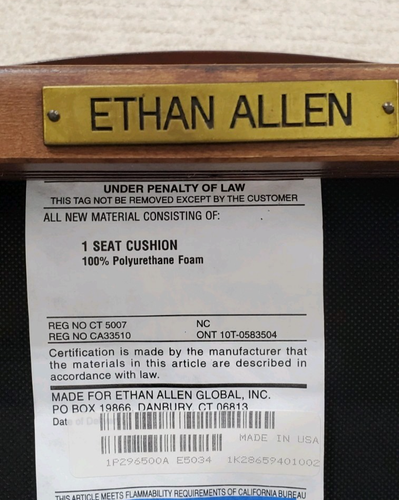 ETHAN ALLEN
UNDER PENALTY OF LAW
THIS TAG NOT BE REMOVED EXCEPT BY THE CUSTOMER
ALL NEW MATERIAL CONSISTING OF:
1 SEAT CUSHION
100% Polyurethane Foam
REG NO CT 5007 NC
REG NO CA33510 ONT 10T-0583504
Certification is made by the manufacturer that
the materials in this article are described in
accordance with law.
MADE FOR ETHAN ALLEN GLOBAL, INC.
PO BOX 19866, DANBURY, CT 06813
Date of
MADE IN USA
1P296500A E5034 1K28659401002
THIS ARTICLE MEETS FLAMMABILITY REQUIREMENTS OF CALIFORNIA BUREAU